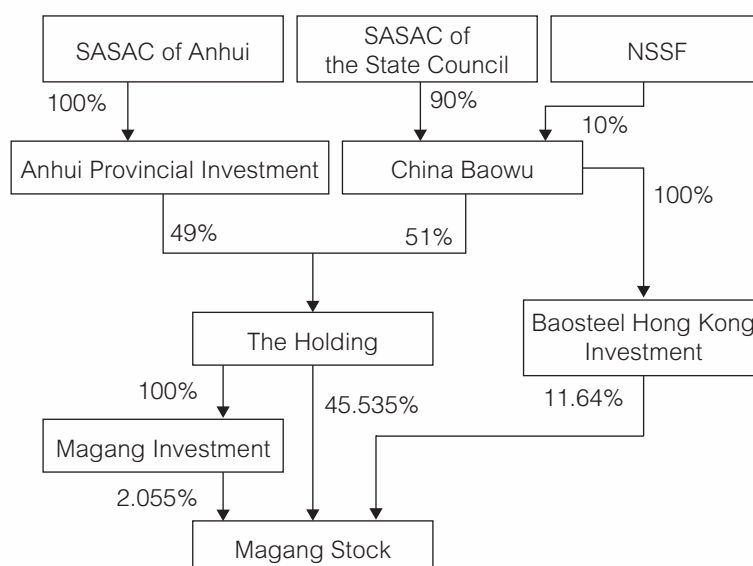 SASAC of Anhui
SASAC of
the State Council
NSSF
100%
90%
10%
Anhui Provincial Investment
China Baowu
100%
49%
51%
The Holding
Baosteel Hong Kong
Investment
100%
45.535%
11.64%
Magang Investment
2.055%
Magang Stock